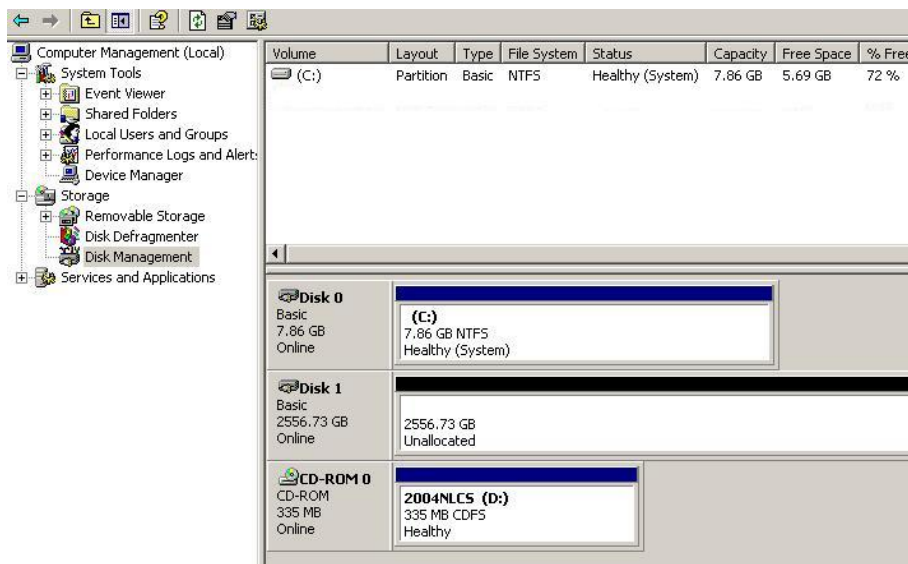 Computer Management (Local)
System Tools
Event Viewer
Shared Folders
Local Users and Groups
Performance Logs and Alert
Device Manager
Storage
Removable Storage
Disk Defragmenter
Disk Management
Services and Applications
Volume Layout Type File System Status Capacity Free Space % Free
(C:) Partition Basic NTFS Healthy (System) 7.86 GB 5.69 GB 72 %
Disk 0
Basic
7.86 GB
Online
(C:)
7.86 GB NTFS
Healthy (System)
Disk 1
Basic
2556.73 GB
Online
2556.73 GB
Unallocated
CD-ROM 0
CD-ROM
335 MB
Online
2004NLCS (D:)
335 MB CDFS
Healthy